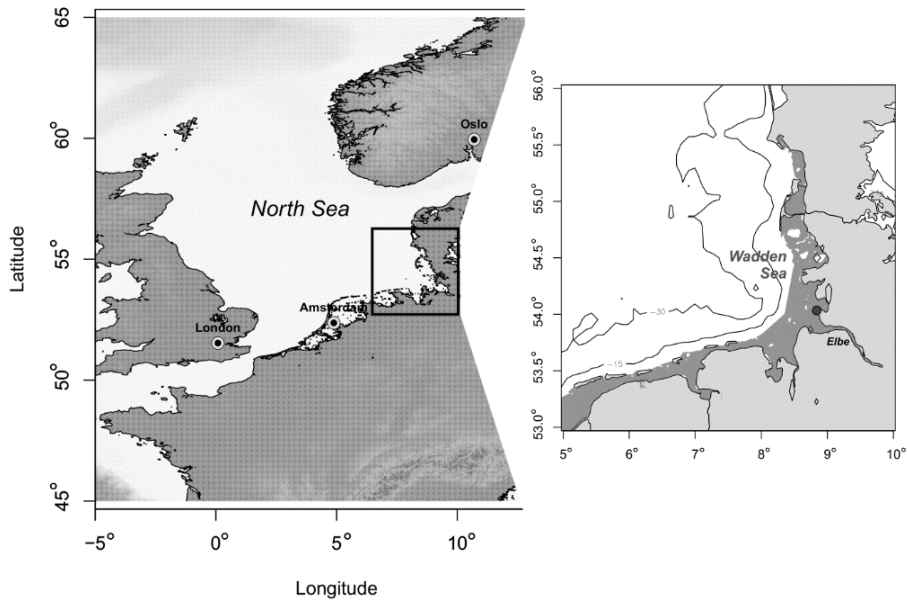 65
60
55
50
45
Latitude
−5°
0°
5°
10°
Longitude
Oslo
North Sea
Amsterdam
London
56.0°
55.5°
55.0°
54.5°
54.0°
53.5°
53.0°
5°
6°
7°
8°
9°
10°
Wadden
Sea
−30
−15
Elbe